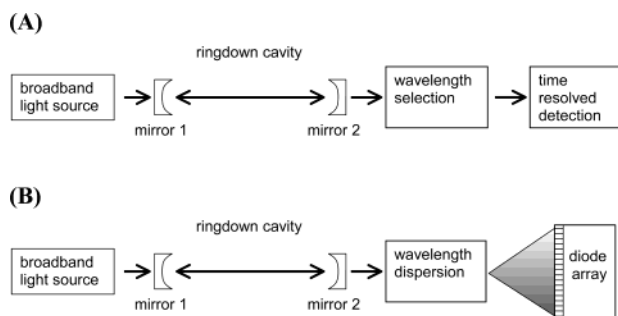 (A)
ringdown cavity
broadband
light source
mirror 1
mirror 2
wavelength
selection
time
resolved
detection
(B)
ringdown cavity
broadband
light source
mirror 1
mirror 2
wavelength
dispersion
diode
array